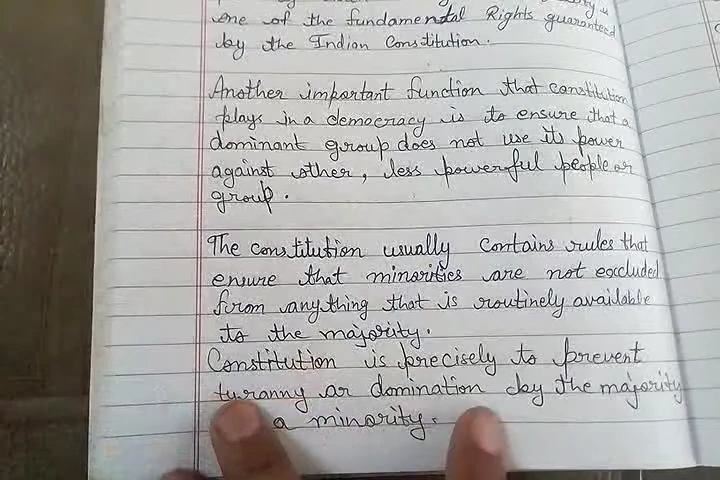 one of the fundamental Rights guaranteed
by the Indian Constitution.
Another important function that constitution
plays in a democracy is to ensure that a
dominant group does not use its power
against other, less powerful people or
group.
The constitution usually contains rules that
ensure that minorities are not excluded
from anything that is routinely available
to the majority.
Constitution is precisely to prevent
tyranny or domination by the majority
a minority.